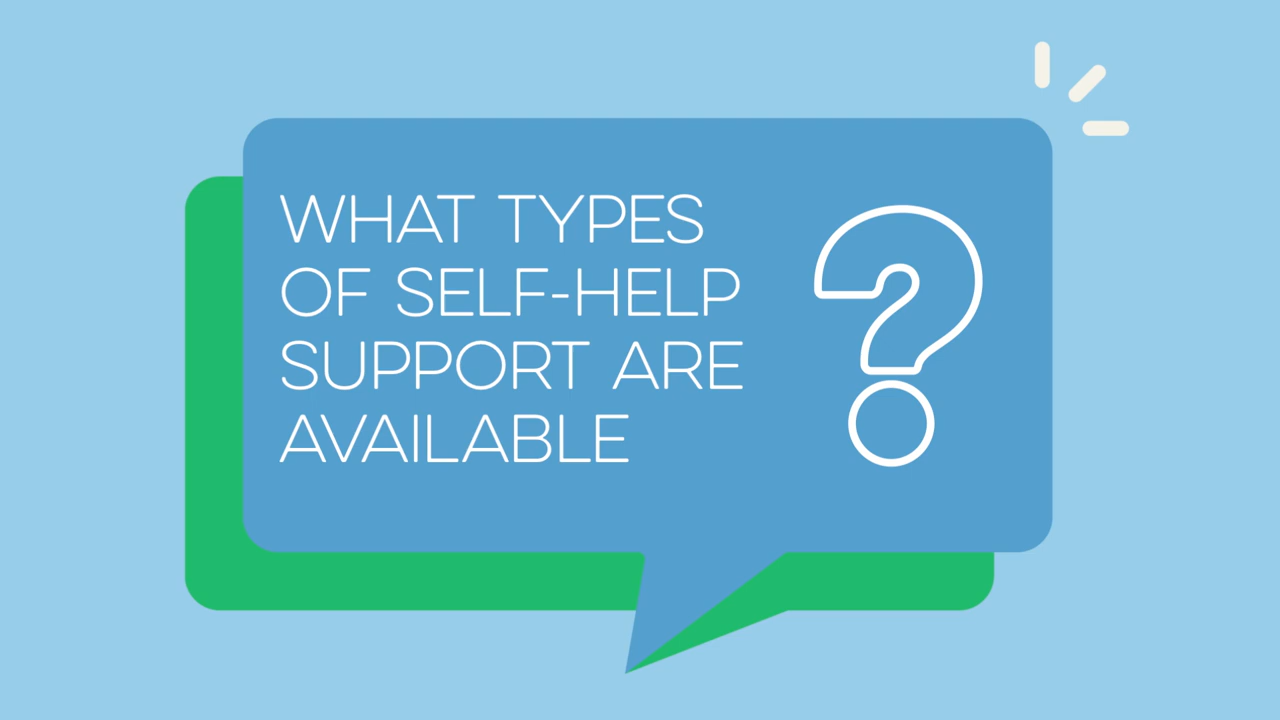 WHAT TYPES
OF SELF-HELP
SUPPORT ARE
AVAILABLE
?